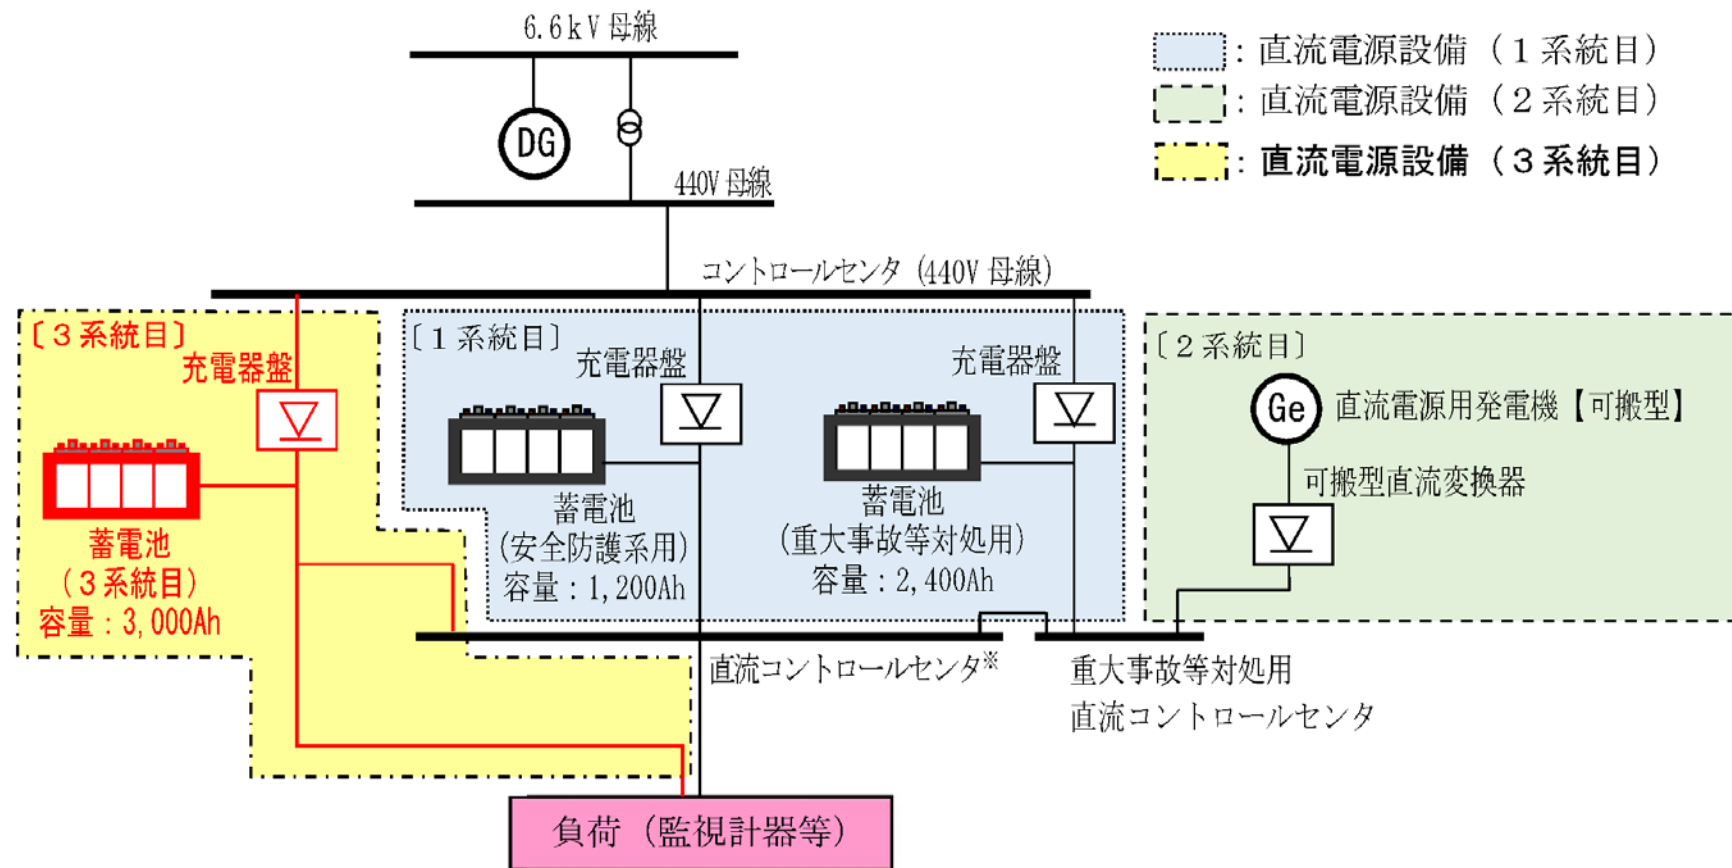 6.6kV 母線
：直流電源設備（１系統目）
：直流電源設備（２系統目）
：直流電源設備（３系統目）
DG
440V 母線
コントロールセンタ (440V 母線)
〔３系統目〕
充電器盤
〔１系統目〕
充電器盤
充電器盤
〔２系統目〕
Ge
直流電源用発電機【可搬型】
可搬型直流変換器
蓄電池
（３系統目）
容量：3,000Ah
蓄電池
(安全防護系用)
容量：1,200Ah
蓄電池
(重大事故等対処用)
容量：2,400Ah
直流コントロールセンタ※
重大事故等対処用
直流コントロールセンタ
負荷（監視計器等）